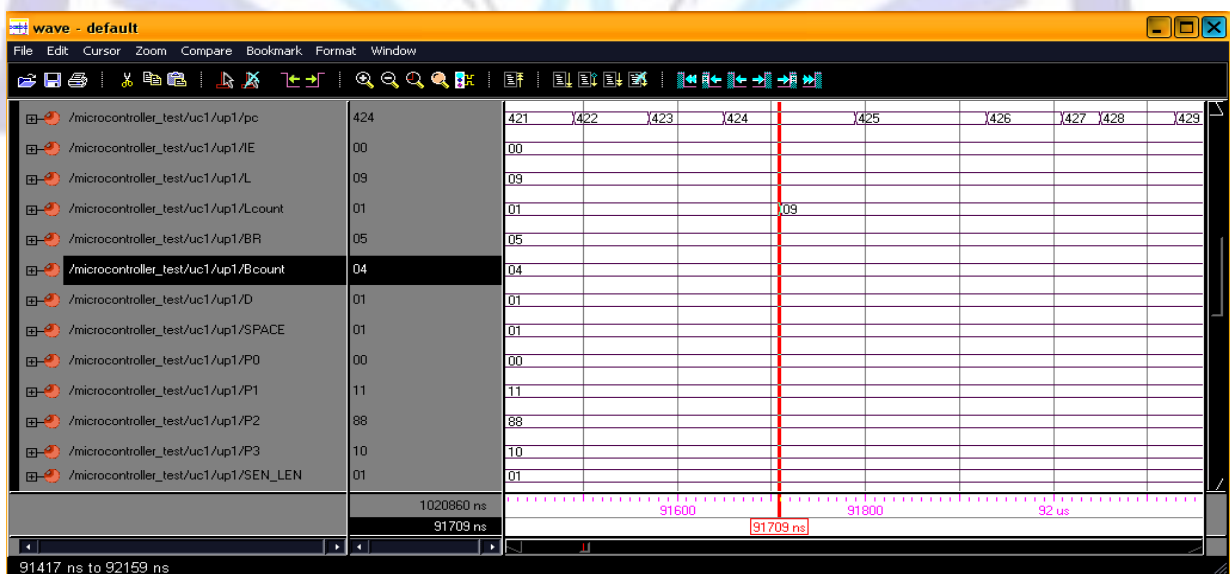 wave - default
File Edit Cursor Zoom Compare Bookmark Format Window
/microcontroller_test/uc1/up1/pc 424 421 422 423 424 425 426 427 428 429
/microcontroller_test/uc1/up1/IE 00 00
/microcontroller_test/uc1/up1/L 09 09
/microcontroller_test/uc1/up1/Lcount 01 01 09
/microcontroller_test/uc1/up1/BR 05 05
/microcontroller_test/uc1/up1/Bcount 04 04
/microcontroller_test/uc1/up1/D 01 01
/microcontroller_test/uc1/up1/SPACE 01 01
/microcontroller_test/uc1/up1/P0 00 00
/microcontroller_test/uc1/up1/P1 11 11
/microcontroller_test/uc1/up1/P2 88 88
/microcontroller_test/uc1/up1/P3 10 10
/microcontroller_test/uc1/up1/SEN_LEN 01 01
1020860 ns 91600 91800 92 us
91709 ns 91709 ns
91417 ns to 92159 ns